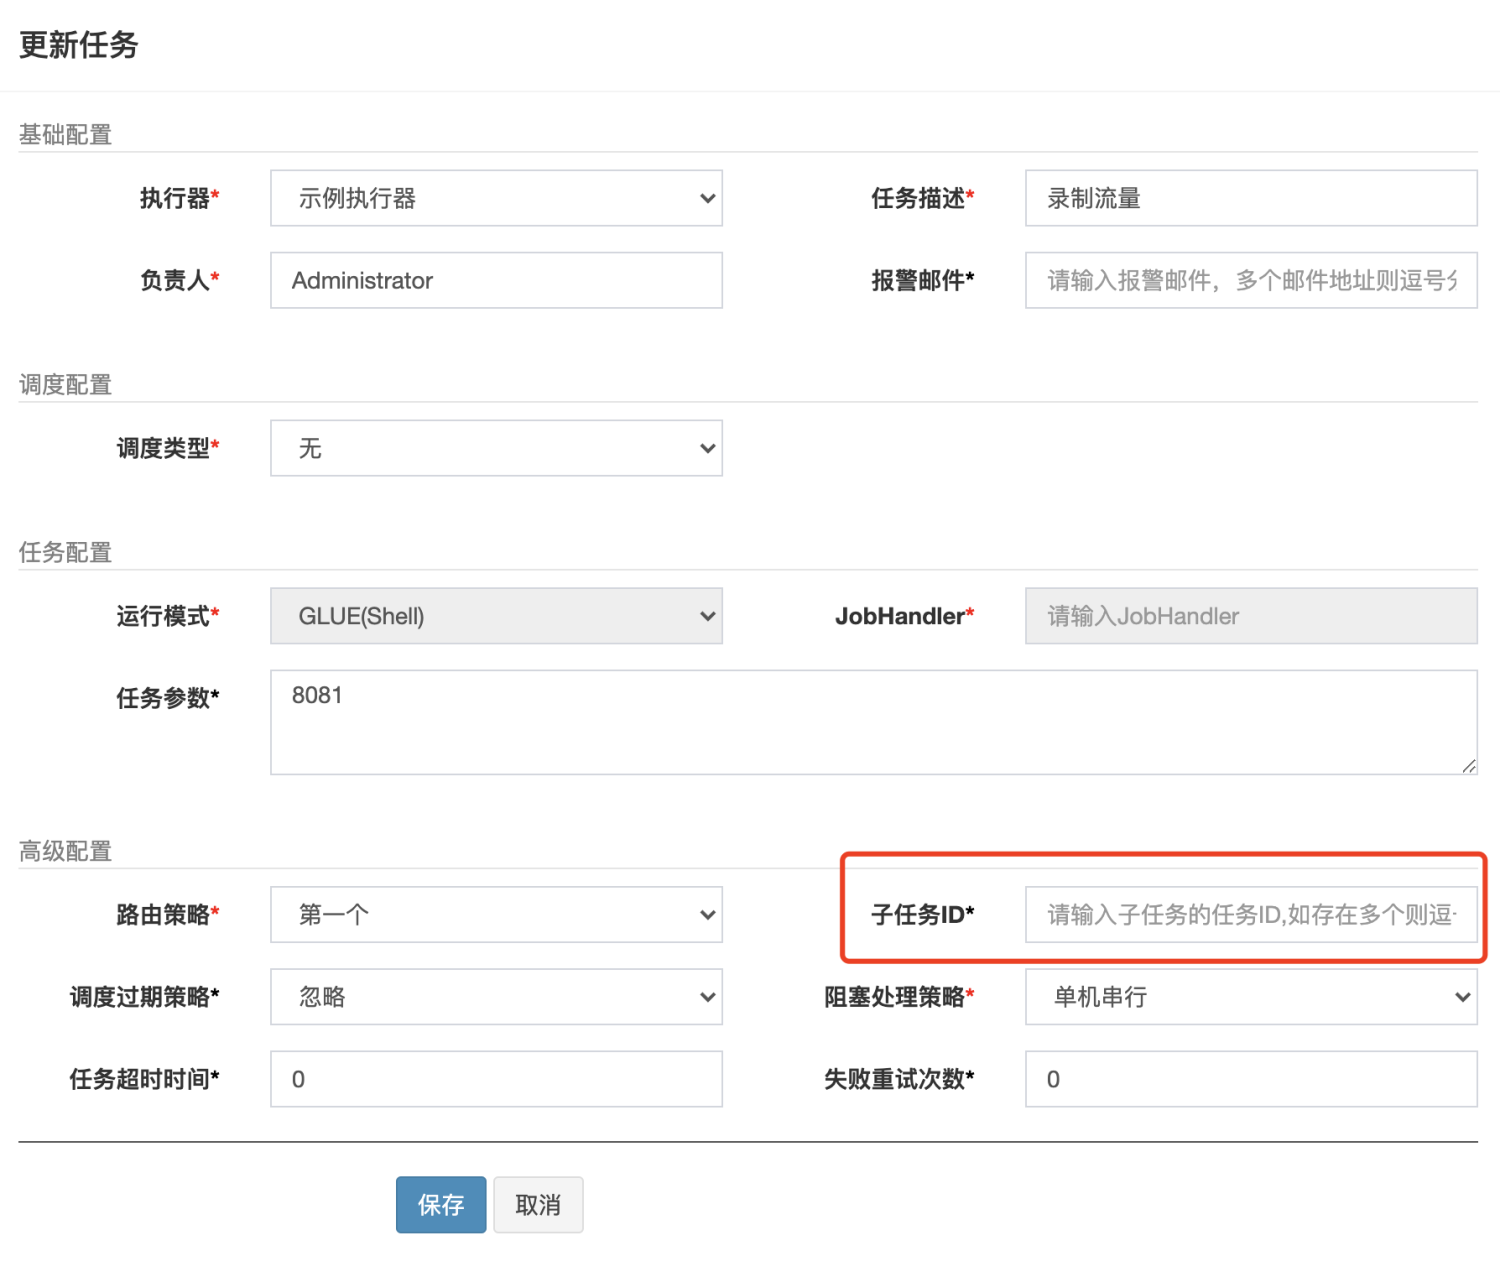 更新任务
基础配置
执行器* 示例执行器 任务描述* 录制流量
负责人* Administrator 报警邮件* 请输入报警邮件，多个邮件地址则逗号分
调度配置
调度类型* 无
任务配置
运行模式* GLUE(Shell) JobHandler* 请输入JobHandler
任务参数* 8081
高级配置
路由策略* 第一个 子任务ID* 请输入子任务的任务ID,如存在多个则逗
调度过期策略* 忽略 阻塞处理策略* 单机串行
任务超时时间* 0 失败重试次数* 0
保存 取消